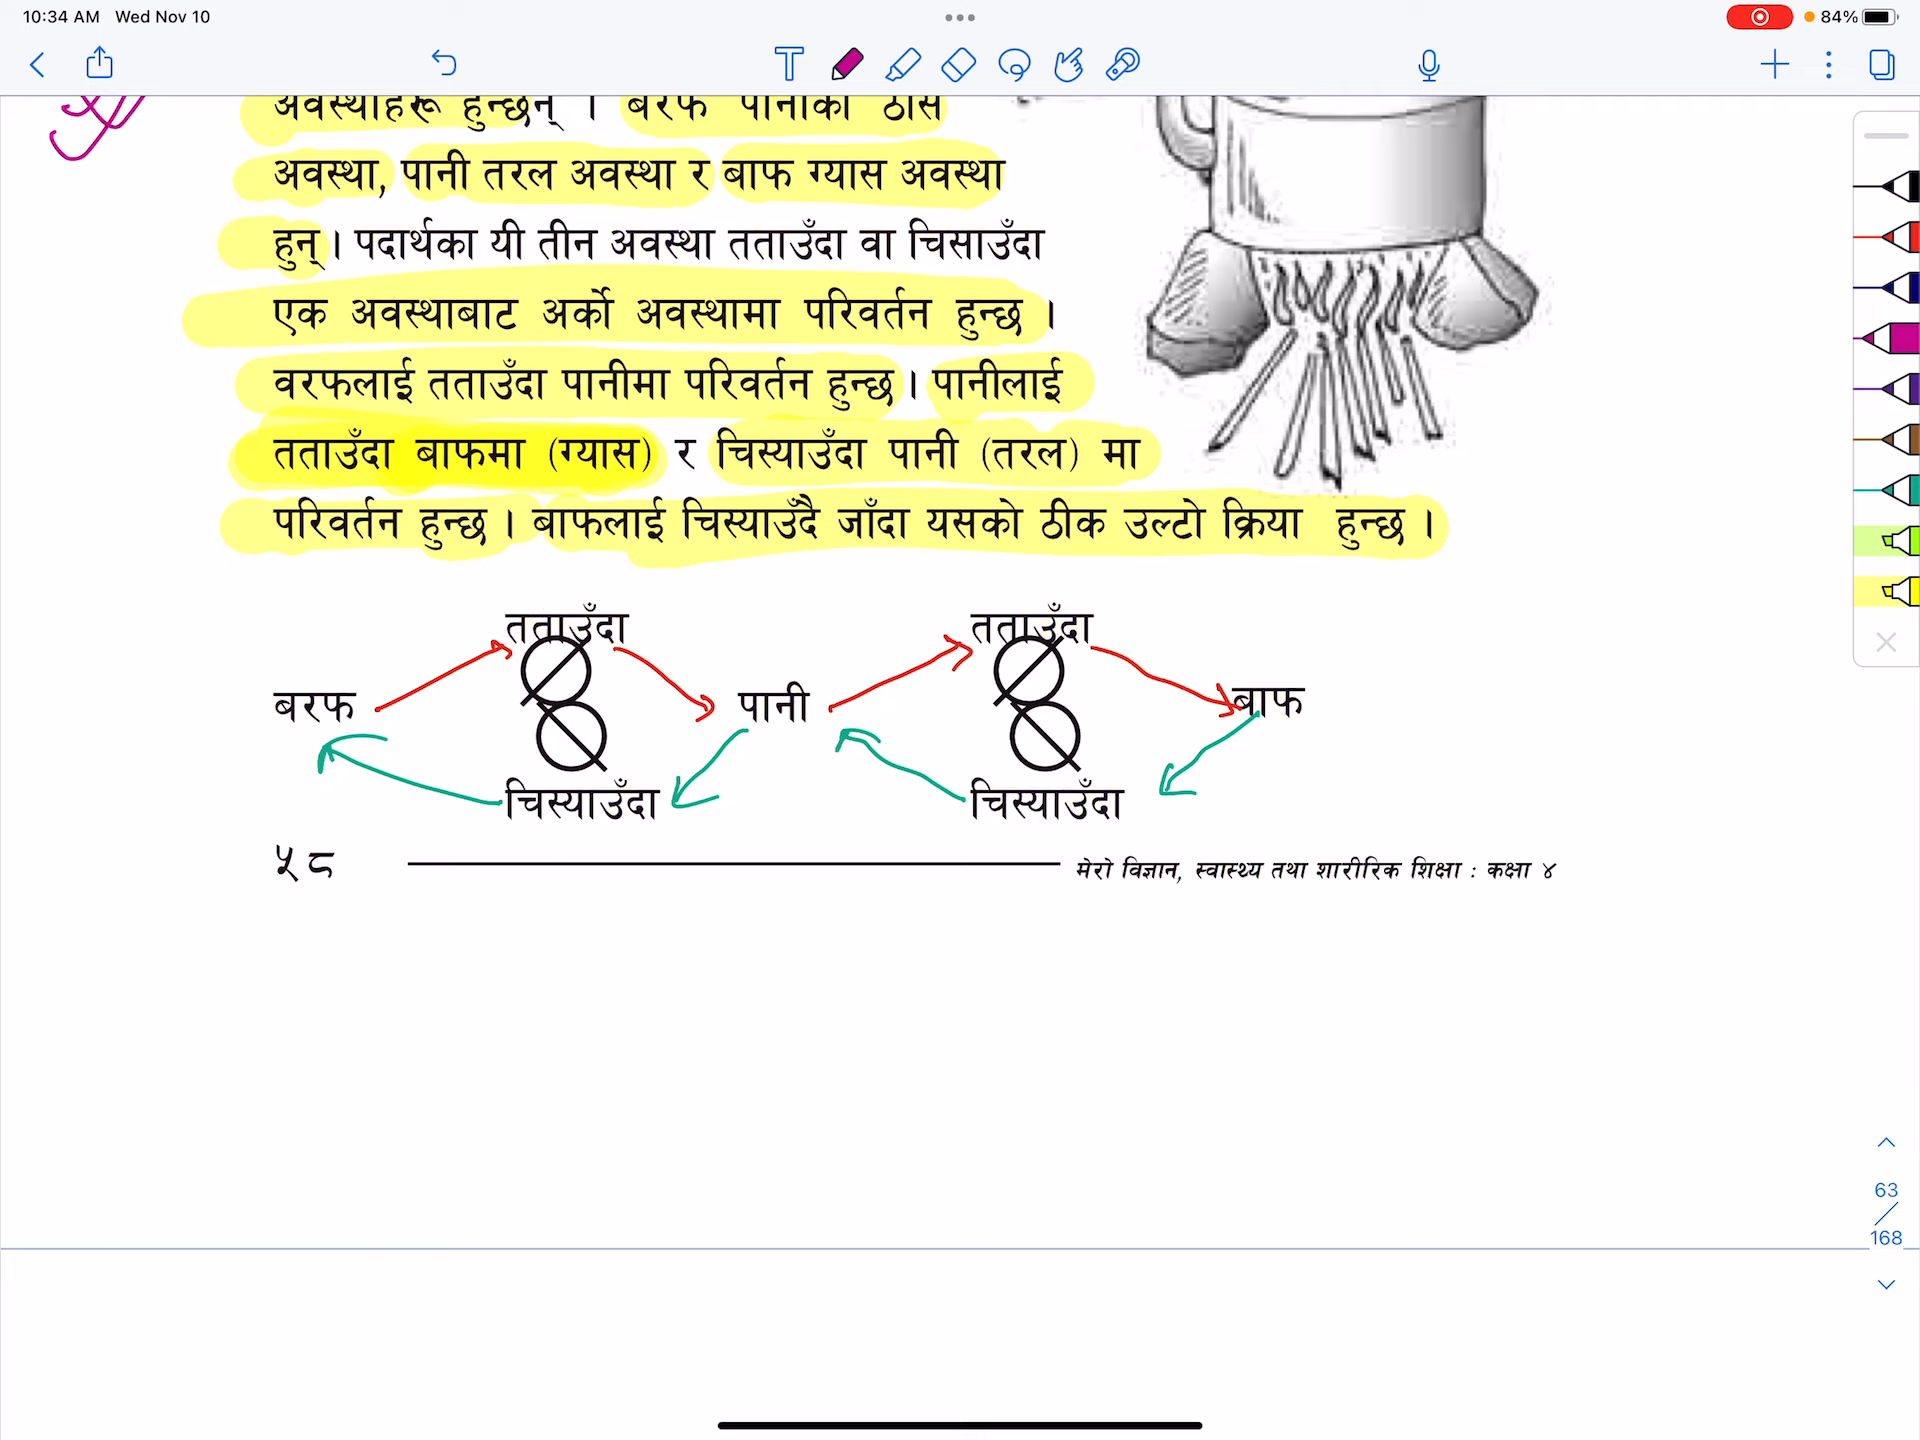 10:34 AM Wed Nov 10
84%
अवस्थाहरू हुन्छन् । बरफ पानीको ठोस
अवस्था, पानी तरल अवस्था र बाफ ग्यास अवस्था
हुन् । पदार्थका यी तीन अवस्था तताउँदा वा चिसाउँदा
एक अवस्थाबाट अर्को अवस्थामा परिवर्तन हुन्छ ।
वरफलाई तताउँदा पानीमा परिवर्तन हुन्छ । पानीलाई
तताउँदा बाफमा (ग्यास) र चिस्याउँदा पानी (तरल) मा
परिवर्तन हुन्छ । बाफलाई चिस्याउँदै जाँदा यसको ठीक उल्टो क्रिया हुन्छ ।
तताउँदा तताउँदा
बरफ पानी बाफ
चिस्याउँदा चिस्याउँदा
५८ मेरो विज्ञान, स्वास्थ्य तथा शारीरिक शिक्षा : कक्षा ४
63
/
168